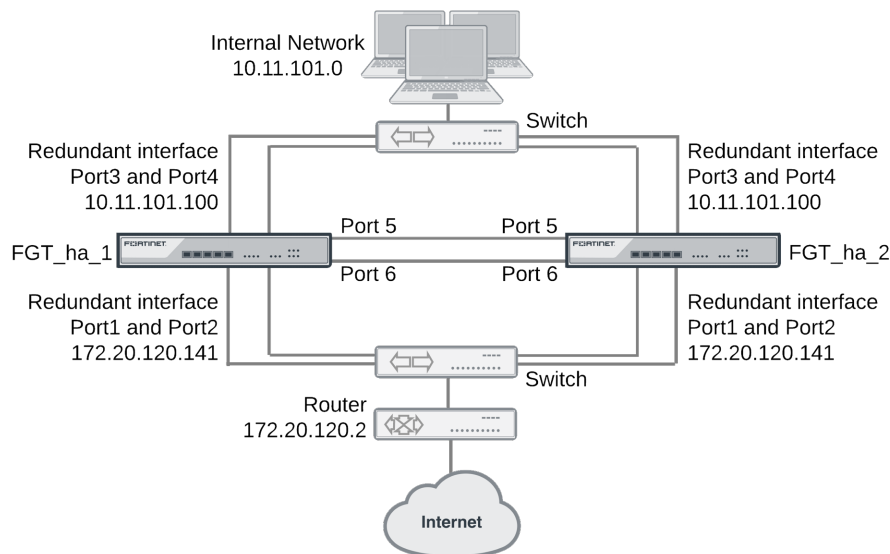 Internal Network
10.11.101.0
Switch
Redundant interface
Port3 and Port4
10.11.101.100
Redundant interface
Port3 and Port4
10.11.101.100
FGT_ha_1
FORTINET
Port 5
Port 5
FORTINET
FGT_ha_2
Port 6
Port 6
Redundant interface
Port1 and Port2
172.20.120.141
Redundant interface
Port1 and Port2
172.20.120.141
Switch
Router
172.20.120.2
Internet